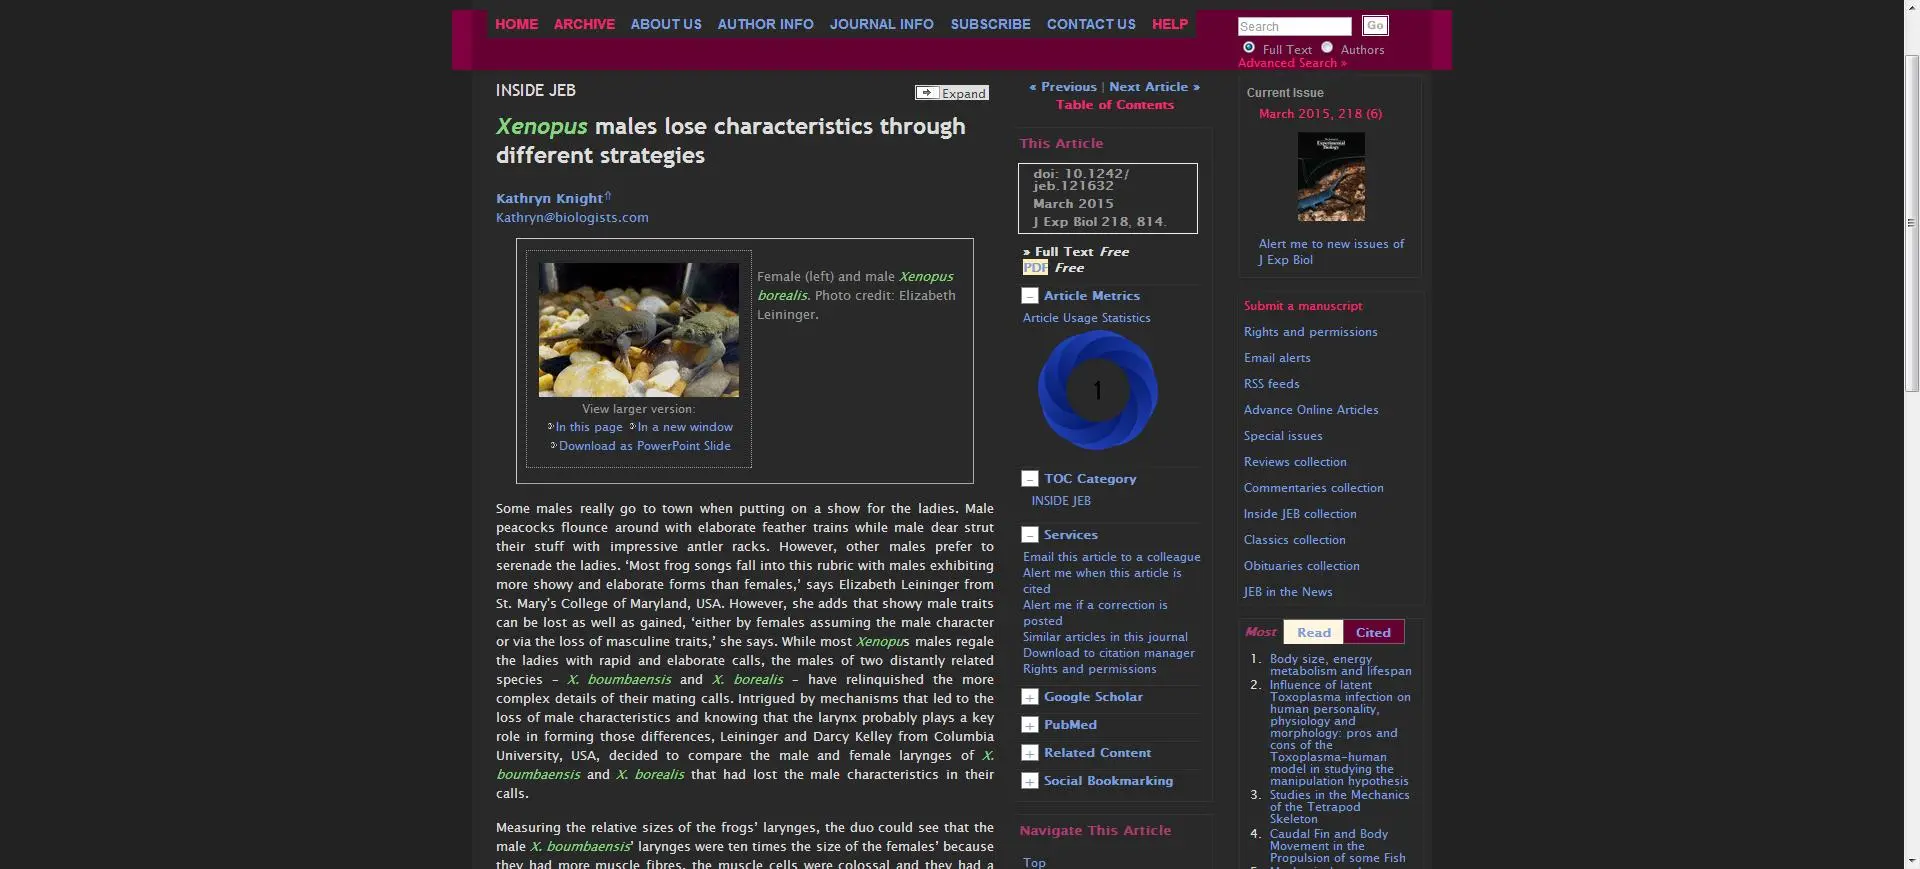 HOME ARCHIVE ABOUT US AUTHOR INFO JOURNAL INFO SUBSCRIBE CONTACT US HELP
Search Go
Full Text Authors
Advanced Search »
INSIDE JEB
Expand
Xenopus males lose characteristics through
different strategies
Kathryn Knight⇑
Kathryn@biologists.com
Female (left) and male Xenopus
borealis. Photo credit: Elizabeth
Leininger.
View larger version:
In this page In a new window
Download as PowerPoint Slide
Some males really go to town when putting on a show for the ladies. Male
peacocks flounce around with elaborate feather trains while male dear strut
their stuff with impressive antler racks. However, other males prefer to
serenade the ladies. ‘Most frog songs fall into this rubric with males exhibiting
more showy and elaborate forms than females,’ says Elizabeth Leininger from
St. Mary's College of Maryland, USA. However, she adds that showy male traits
can be lost as well as gained, ‘either by females assuming the male character
or via the loss of masculine traits,’ she says. While most Xenopus males regale
the ladies with rapid and elaborate calls, the males of two distantly related
species – X. boumbaensis and X. borealis – have relinquished the more
complex details of their mating calls. Intrigued by mechanisms that led to the
loss of male characteristics and knowing that the larynx probably plays a key
role in forming those differences, Leininger and Darcy Kelley from Columbia
University, USA, decided to compare the male and female larynges of X.
boumbaensis and X. borealis that had lost the male characteristics in their
calls.
Measuring the relative sizes of the frogs’ larynges, the duo could see that the
male X. boumbaensis’ larynges were ten times the size of the females’ because
they had more muscle fibres, the muscle cells were colossal and they had a
« Previous | Next Article »
Table of Contents
This Article
doi: 10.1242/
jeb.121632
March 2015
J Exp Biol 218, 814.
» Full Text Free
PDF Free
– Article Metrics
Article Usage Statistics
1
– TOC Category
INSIDE JEB
– Services
Email this article to a colleague
Alert me when this article is
cited
Alert me if a correction is
posted
Similar articles in this journal
Download to citation manager
Rights and permissions
+ Google Scholar
+ PubMed
+ Related Content
+ Social Bookmarking
Navigate This Article
Top
Current Issue
March 2015, 218 (6)
Experimental
Biology
Alert me to new issues of
J Exp Biol
Submit a manuscript
Rights and permissions
Email alerts
RSS feeds
Advance Online Articles
Special issues
Reviews collection
Commentaries collection
Inside JEB collection
Classics collection
Obituaries collection
JEB in the News
Most Read Cited
1. Body size, energy
metabolism and lifespan
2. Influence of latent
Toxoplasma infection on
human personality,
physiology and
morphology: pros and
cons of the
Toxoplasma-human
model in studying the
manipulation hypothesis
3. Studies in the Mechanics
of the Tetrapod
Skeleton
4. Caudal Fin and Body
Movement in the
Propulsion of some Fish